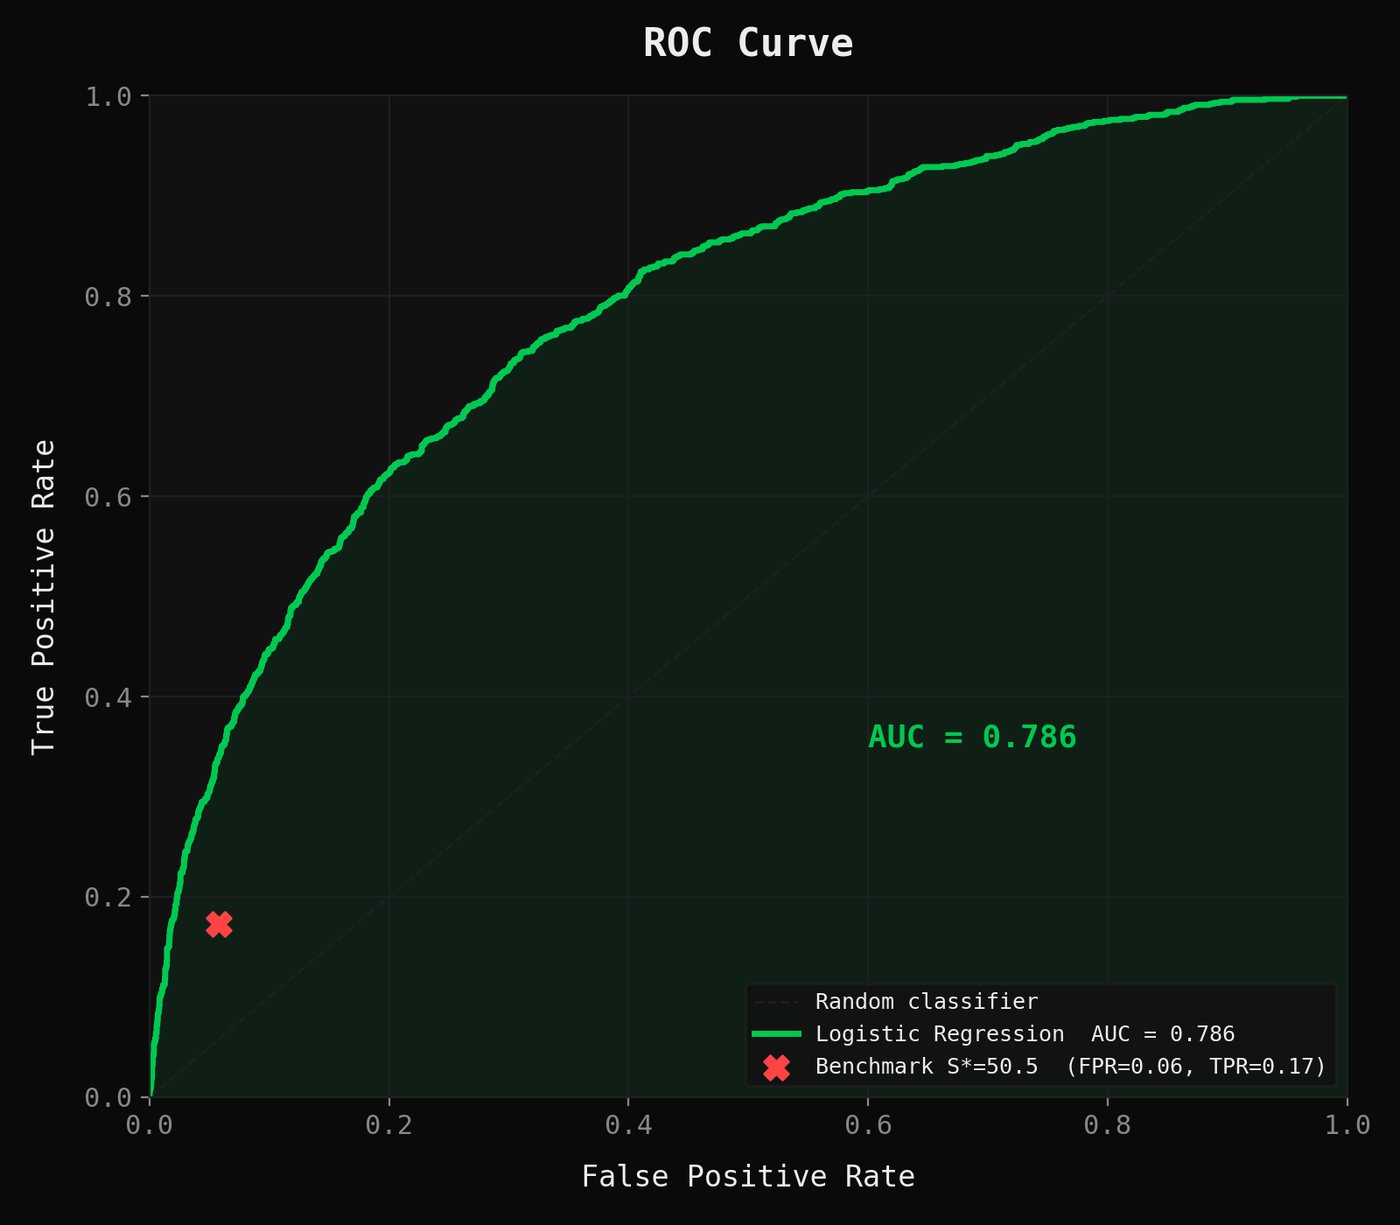 ROC Curve
1.0
0.8
0.6
0.4
0.2
0.0
True Positive Rate
AUC = 0.786
Random classifier
Logistic Regression  AUC = 0.786
Benchmark S*=50.5  (FPR=0.06, TPR=0.17)
0.0 0.2 0.4 0.6 0.8 1.0
False Positive Rate